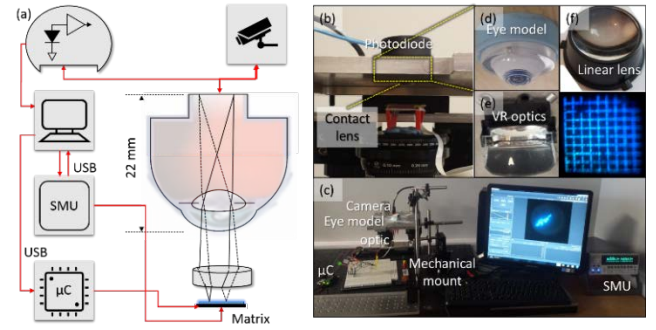 (a)
22 mm
USB
SMU
USB
µC
Matrix
(b)
Photodiode
Contact
lens
(d)
Eye model
(f)
Linear lens
(e)
VR optics
(c)
Camera
Eye model
optic
µC
Mechanical
mount
SMU